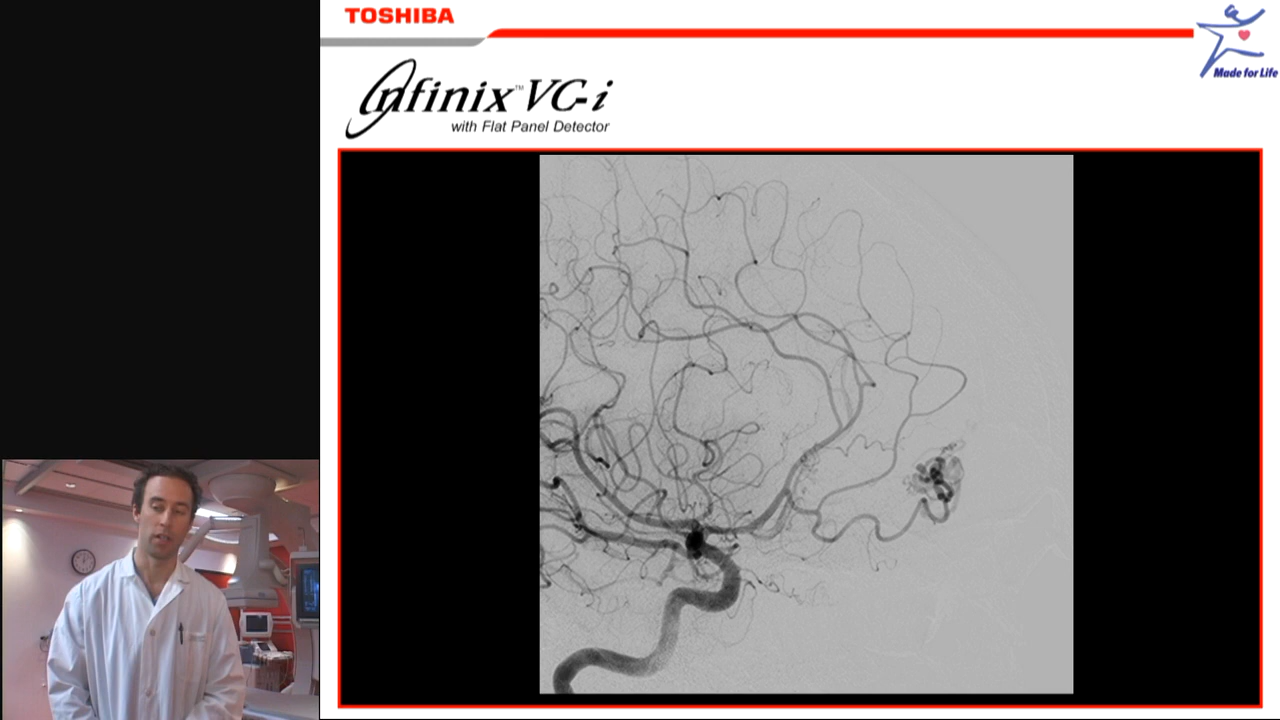 TOSHIBA
Made for Life
Infinix™ VC-i
with Flat Panel Detector